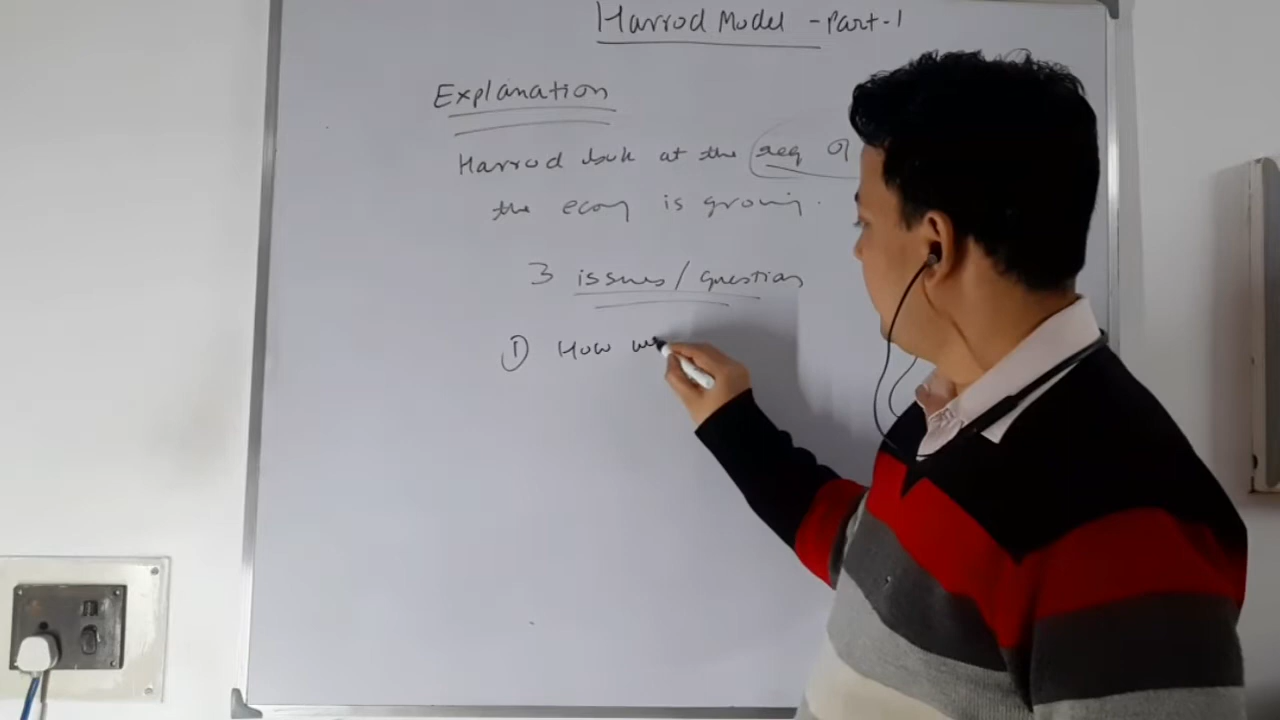 Harrod Model - Part-1
Explanation
Harrod look at the req of
the econ is growing.
3 issues/question
① How